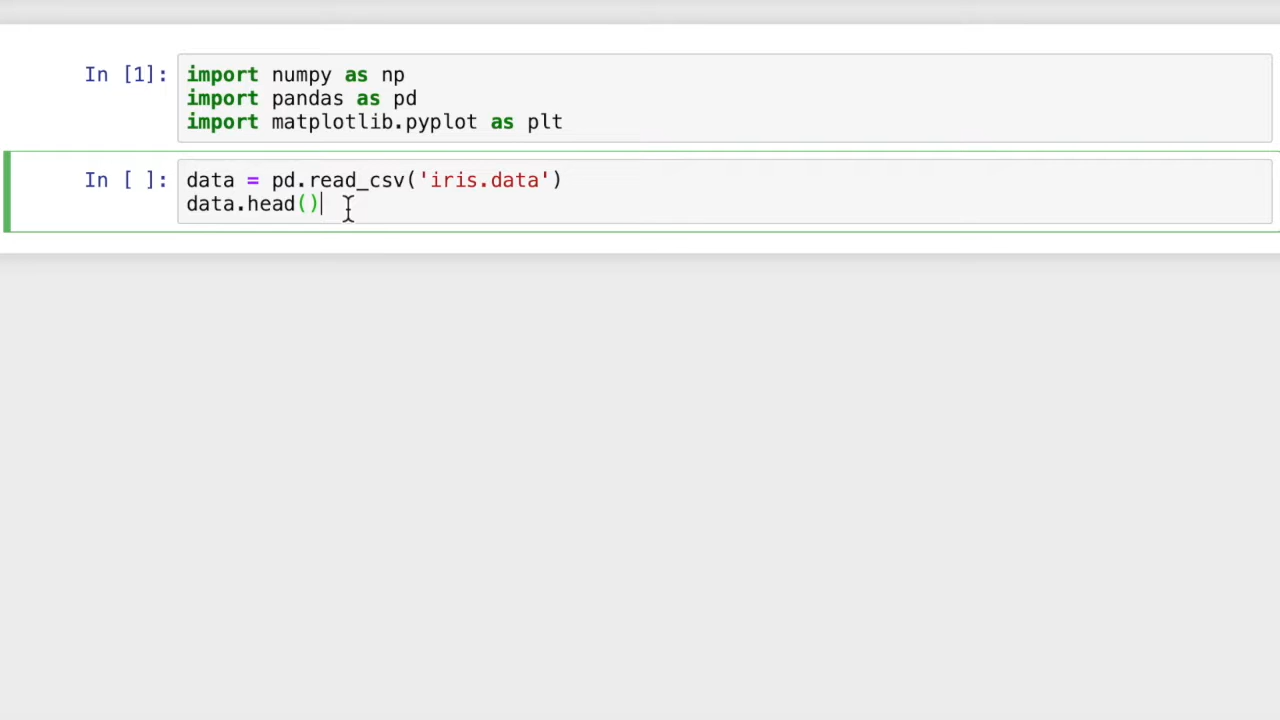 In [1]: import numpy as np
import pandas as pd
import matplotlib.pyplot as plt
In [ ]: data = pd.read_csv('iris.data')
data.head()